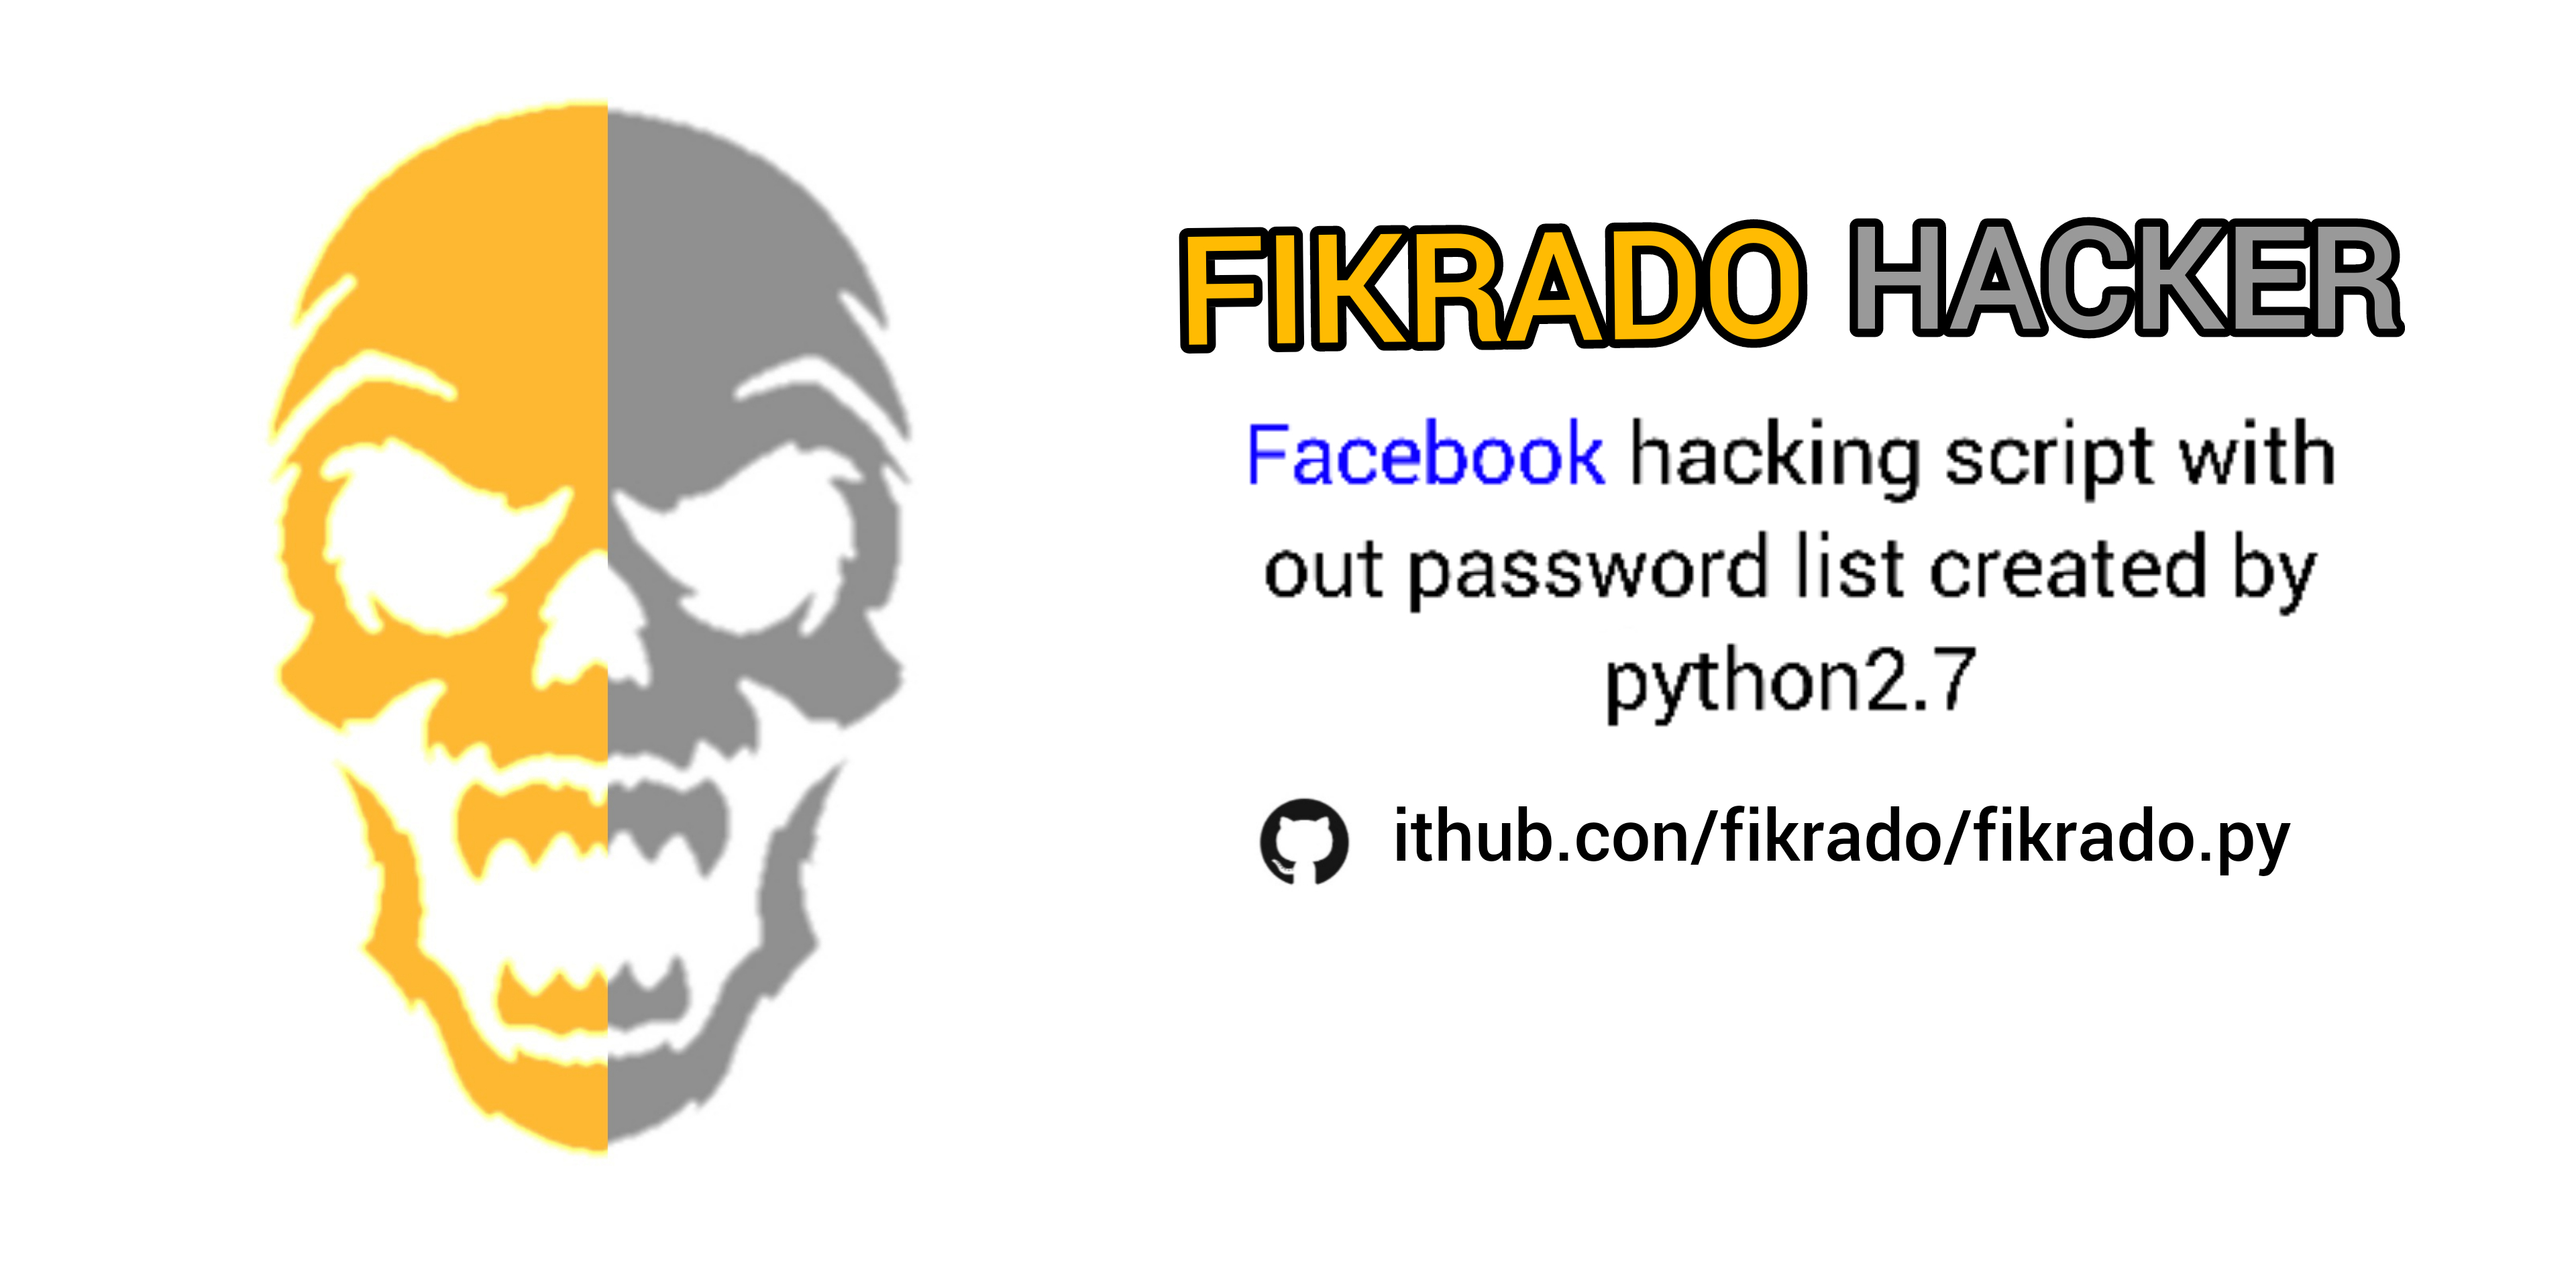 FIKRADO HACKER
Facebook hacking script with
out password list created by
python2.7
ithub.con/fikrado/fikrado.py